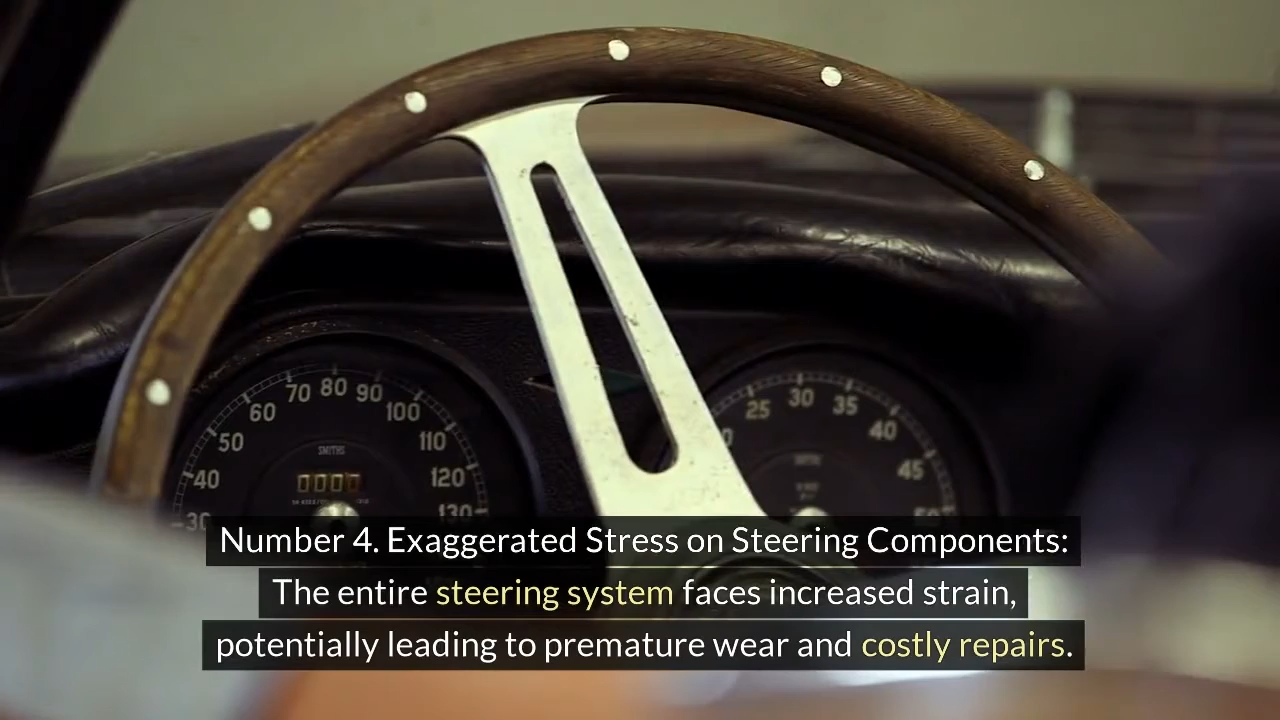 70 80 90
60 100
50 110
SMITHS
40 120
0000
30 130
25 30 35
40
45
50
Number 4. Exaggerated Stress on Steering Components:
The entire steering system faces increased strain,
potentially leading to premature wear and costly repairs.